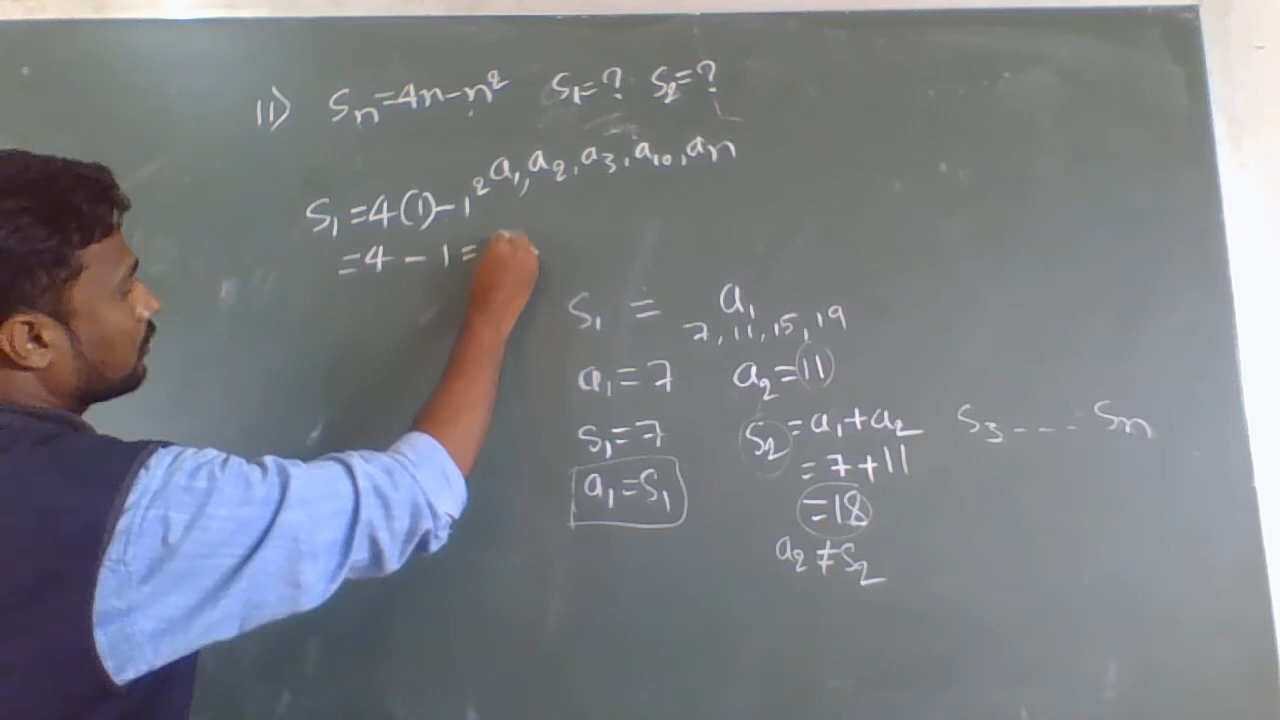 11) Sn=4n-n² S₁=? S₂=?
a₁,a₂,a₃,a₁₀,an
S₁=4(1)-1²
=4-1=
S₁ = a₁
7,11,15,19
a₁=7 a₂=11
S₁=7 S₂=a₁+a₂ S₃---- Sn
=7+11
a₁=S₁ =18
a₂≠S₂